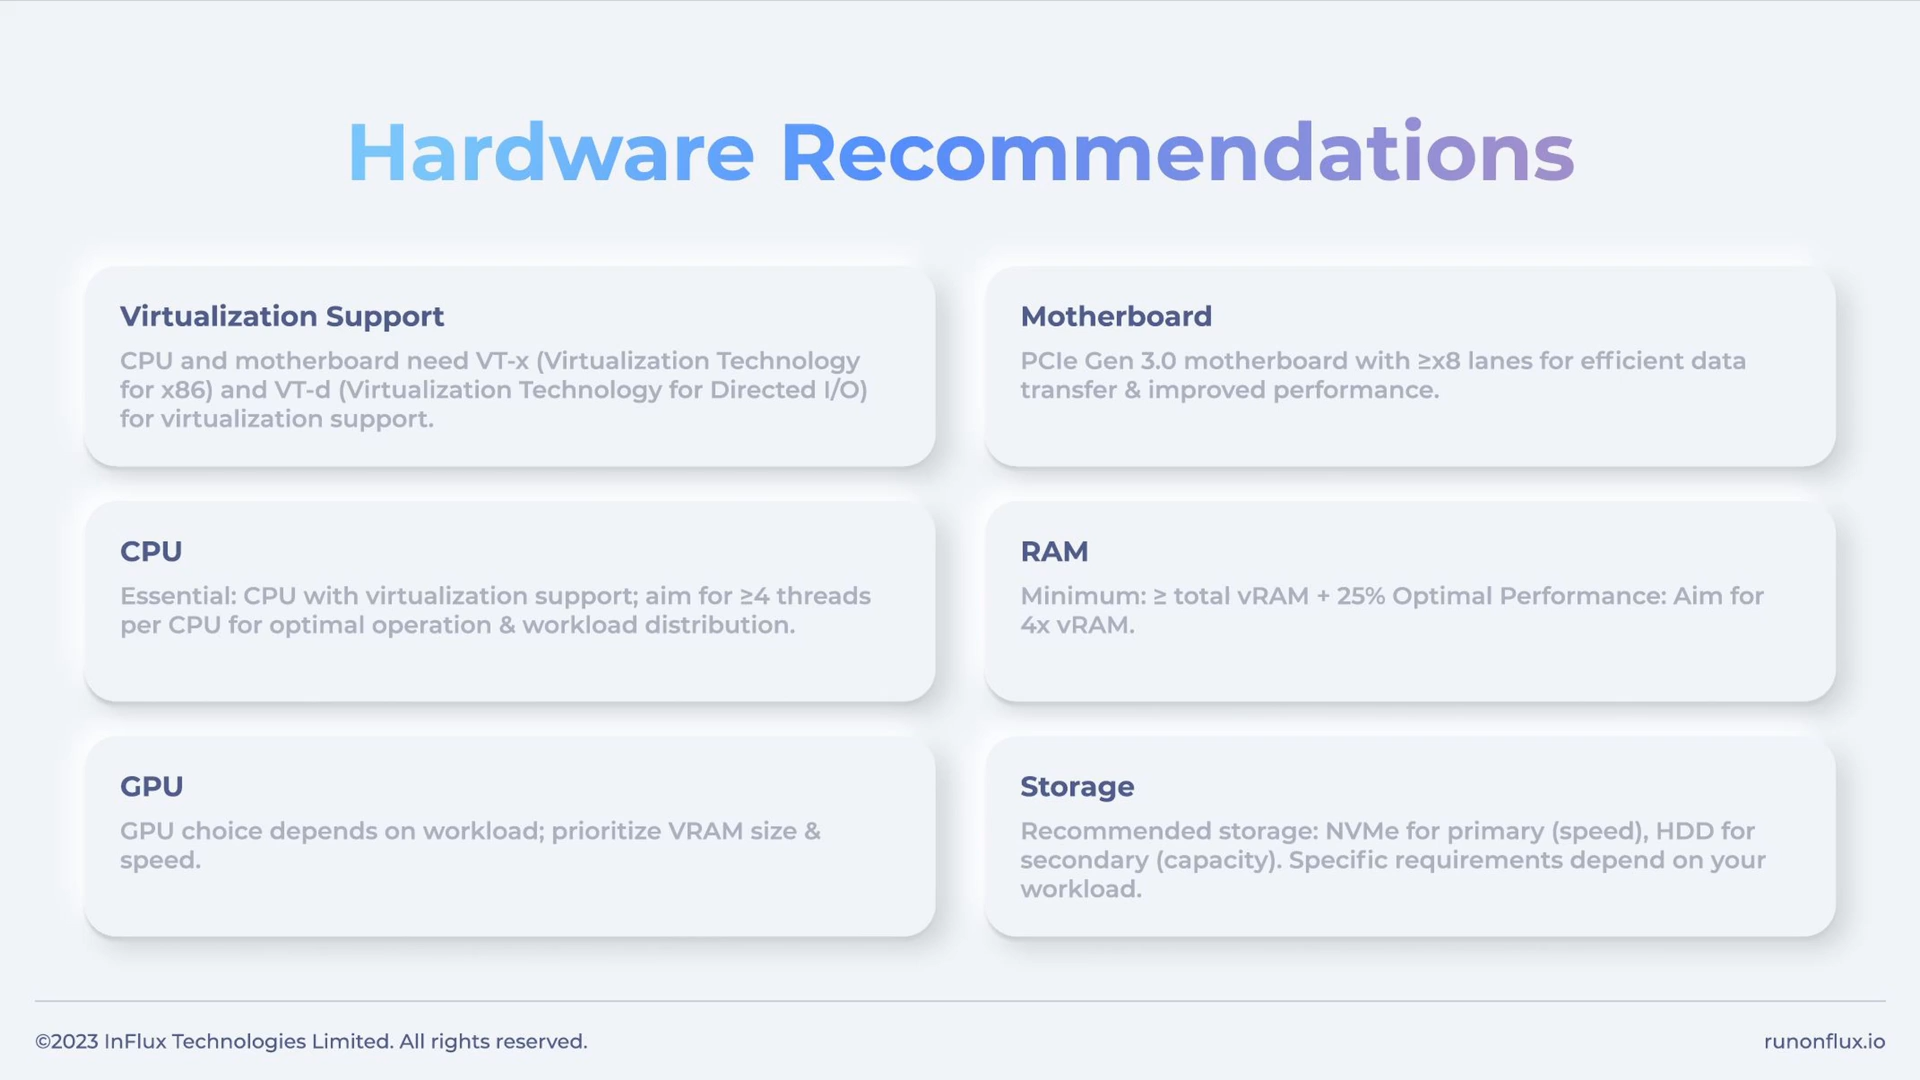 Hardware Recommendations
Virtualization Support
CPU and motherboard need VT-x (Virtualization Technology
for x86) and VT-d (Virtualization Technology for Directed I/O)
for virtualization support.
Motherboard
PCIe Gen 3.0 motherboard with ≥x8 lanes for efficient data
transfer & improved performance.
CPU
Essential: CPU with virtualization support; aim for ≥4 threads
per CPU for optimal operation & workload distribution.
RAM
Minimum: ≥ total vRAM + 25% Optimal Performance: Aim for
4x vRAM.
GPU
GPU choice depends on workload; prioritize VRAM size &
speed.
Storage
Recommended storage: NVMe for primary (speed), HDD for
secondary (capacity). Specific requirements depend on your
workload.
©2023 InFlux Technologies Limited. All rights reserved.
runonflux.io